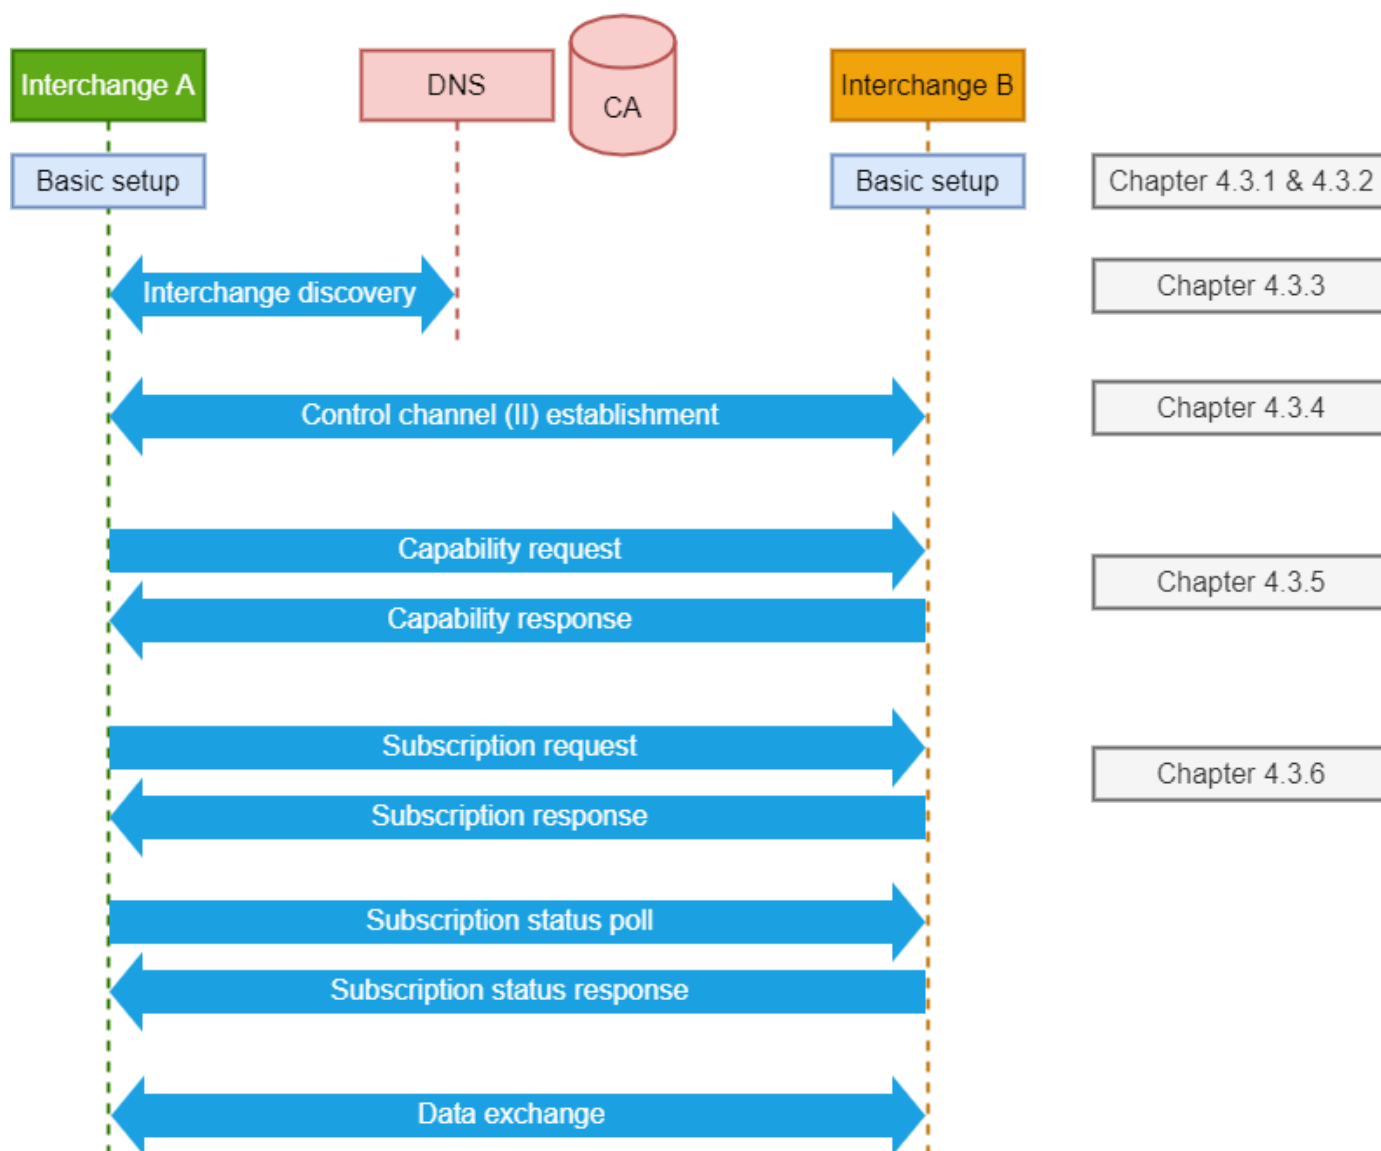 Interchange A
DNS
CA
Interchange B
Basic setup
Basic setup
Chapter 4.3.1 & 4.3.2
Interchange discovery
Chapter 4.3.3
Control channel (II) establishment
Chapter 4.3.4
Capability request
Chapter 4.3.5
Capability response
Subscription request
Chapter 4.3.6
Subscription response
Subscription status poll
Subscription status response
Data exchange